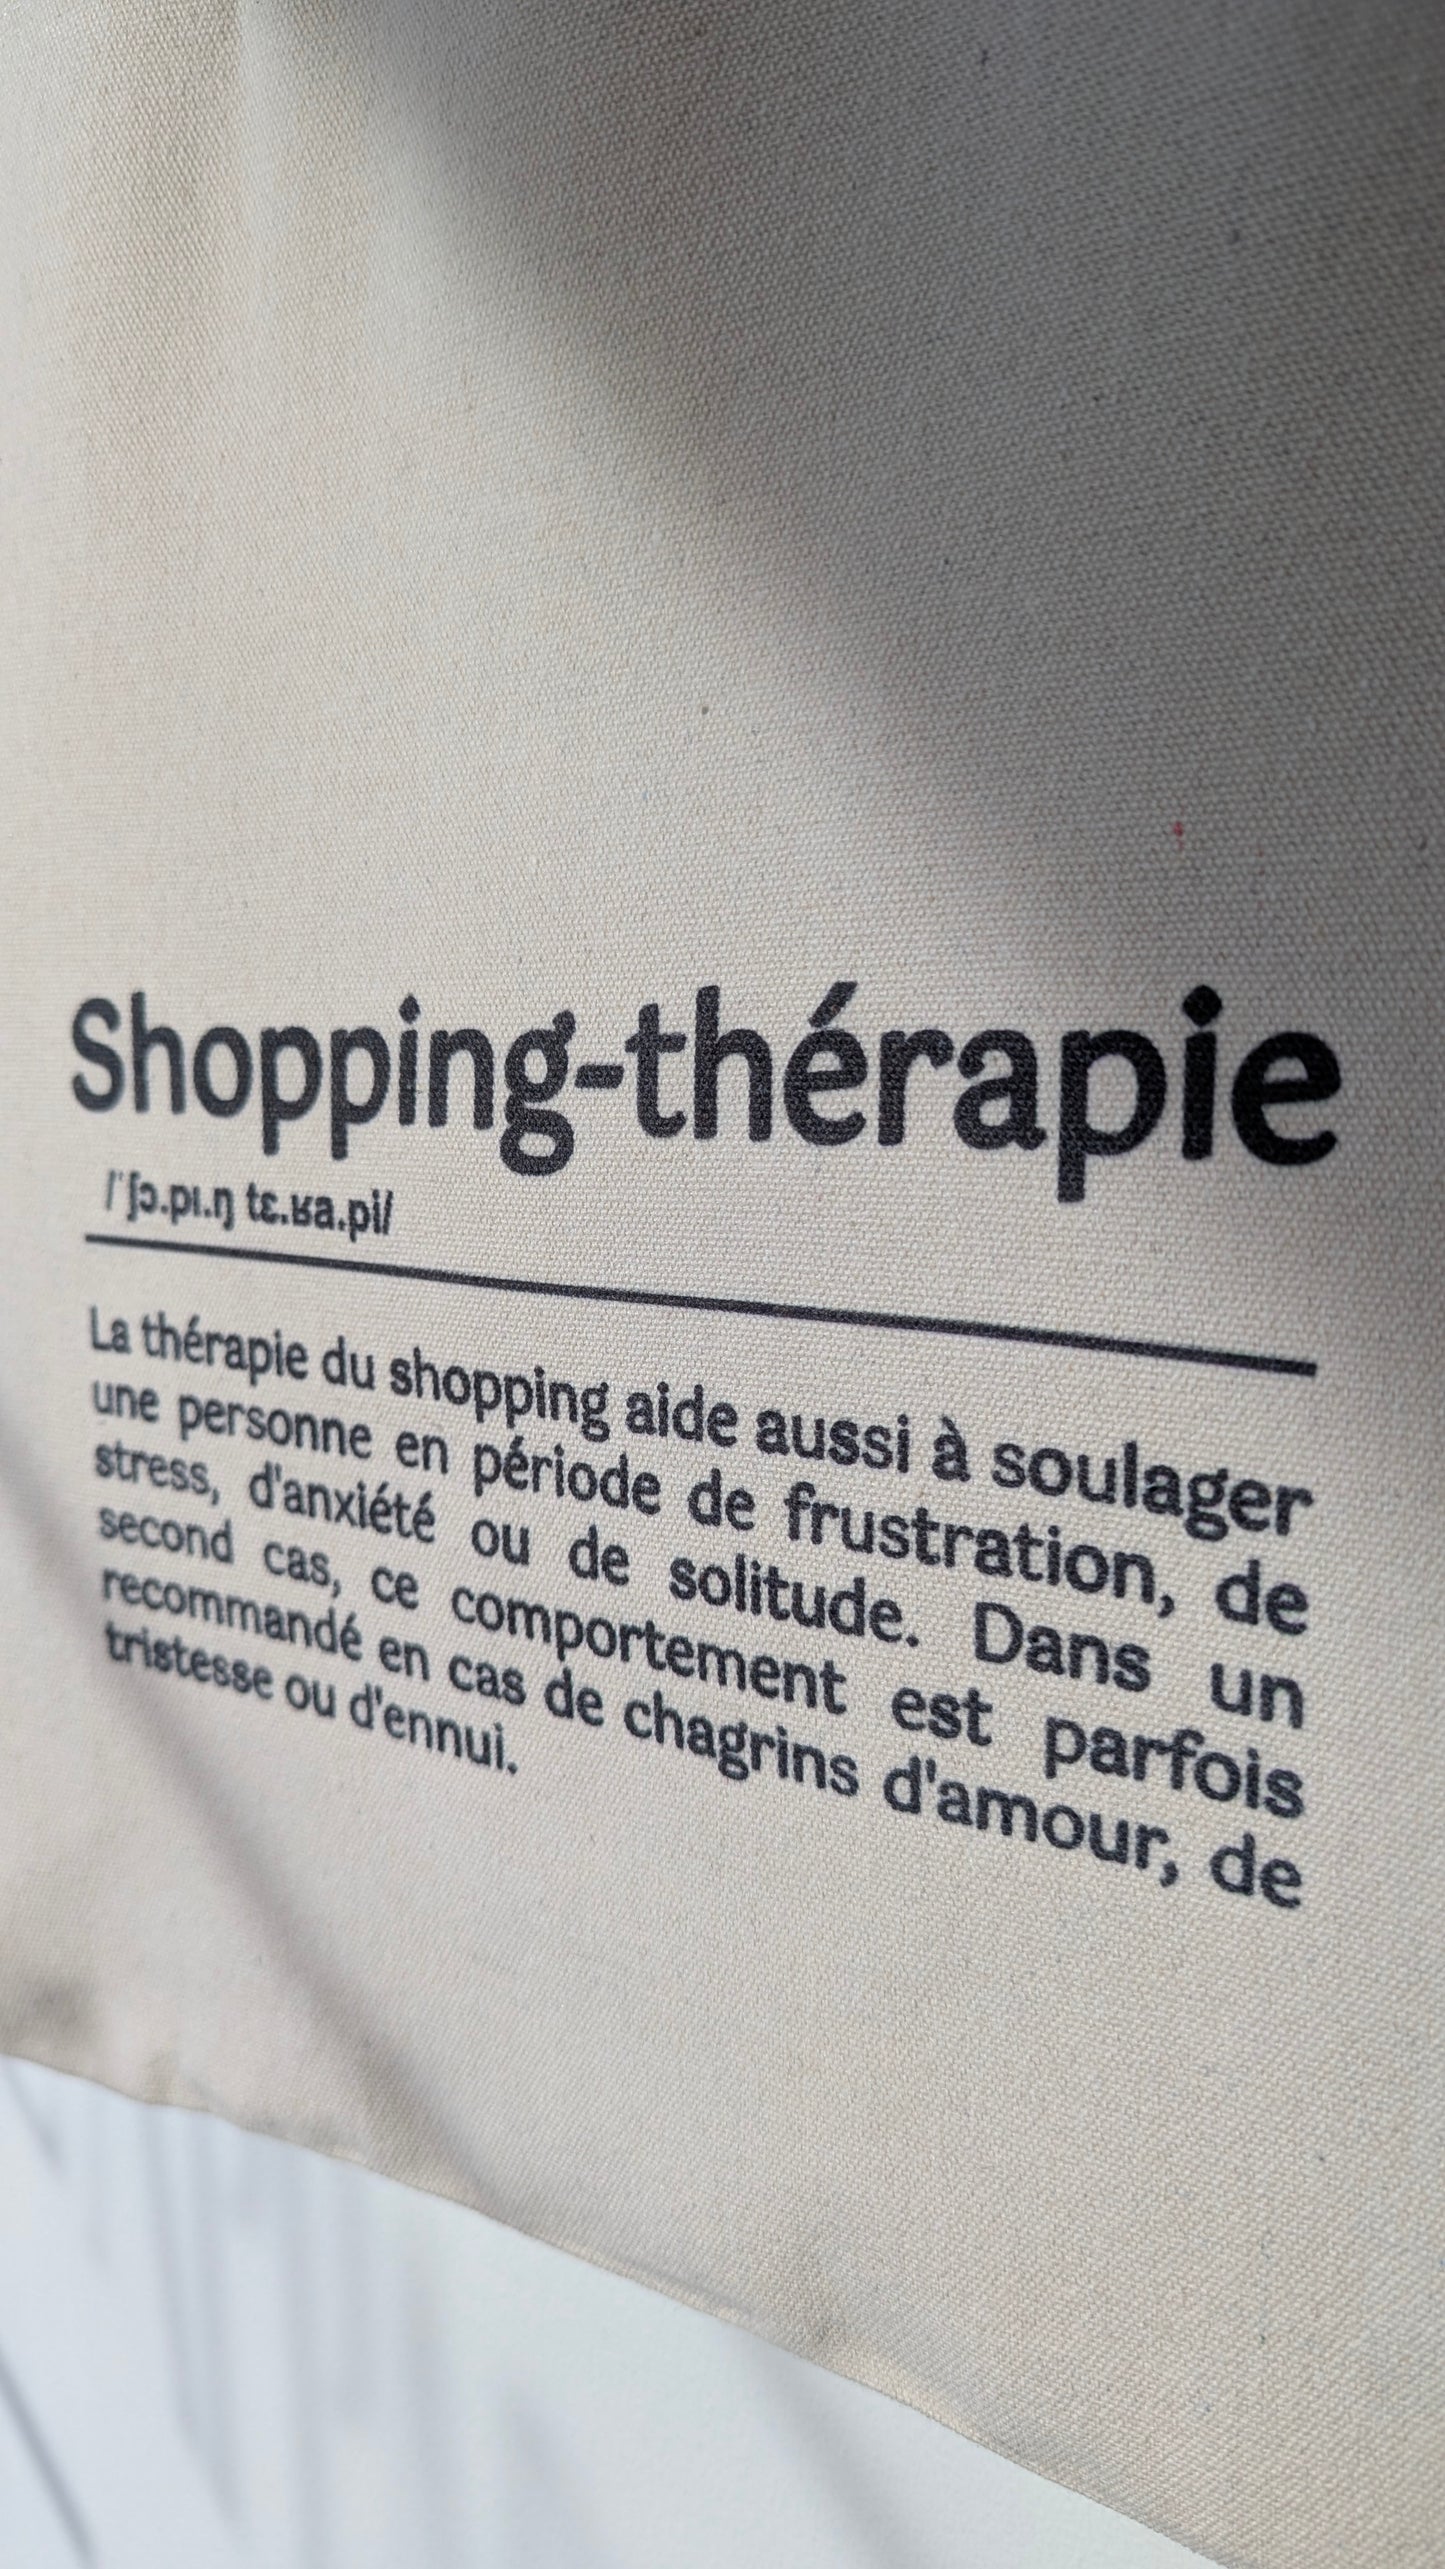 Shopping-thérapie
/ˈʃɔ.pɪ.ŋ tɛ.ʁa.pi/
La thérapie du shopping aide aussi à soulager
une personne en période de frustration, de
stress, d'anxiété ou de solitude. Dans un
second cas, ce comportement est parfois
recommandé en cas de chagrins d'amour, de
tristesse ou d'ennui.